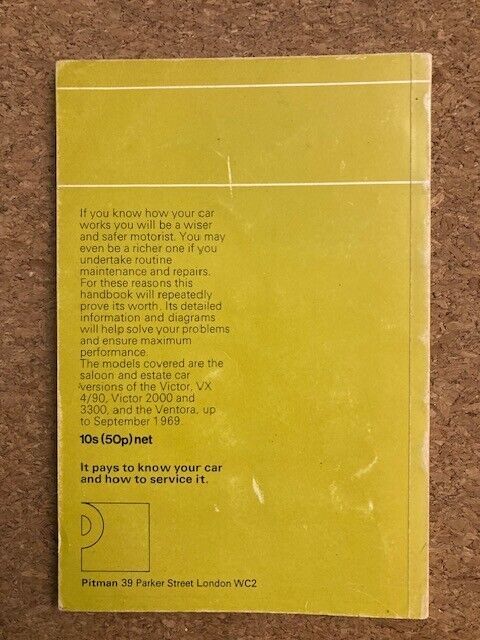 If you know how your car
works you will be a wiser
and safer motorist. You may
even be a richer one if you
undertake routine
maintenance and repairs.
For these reasons this
handbook will repeatedly
prove its worth. Its detailed
information and diagrams
will help solve your problems
and ensure maximum
performance.
The models covered are the
saloon and estate car
versions of the Victor, VX
4/90, Victor 2000 and
3300, and the Ventora, up
to September 1969.
10s (50p) net
It pays to know your car
and how to service it.
Pitman 39 Parker Street London WC2